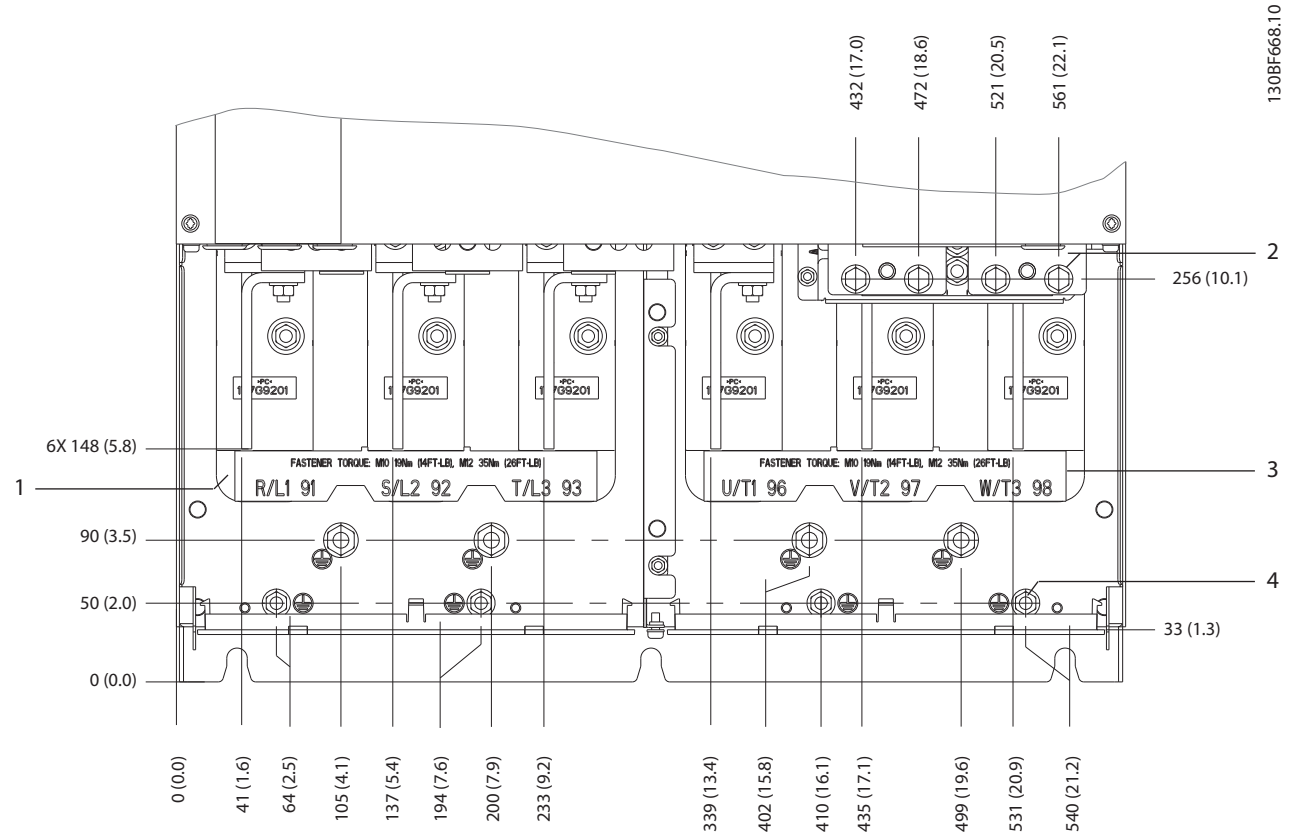 130BF668.10
432 (17.0)
472 (18.6)
521 (20.5)
561 (22.1)
2
256 (10.1)
•PC•
•PC•
•PC•
•PC•
•PC•
•PC•
6X 148 (5.8)
FASTENER TORQUE: M10 19Nm (14FT-LB), M12 35Nm (26FT-LB)
FASTENER TORQUE: M10 19Nm (14FT-LB), M12 35Nm (26FT-LB)
3
1
R/L1 91
S/L2 92
T/L3 93
U/T1 96
V/T2 97
W/T3 98
90 (3.5)
4
50 (2.0)
33 (1.3)
0 (0.0)
0 (0.0)
41 (1.6)
64 (2.5)
105 (4.1)
137 (5.4)
194 (7.6)
200 (7.9)
233 (9.2)
339 (13.4)
402 (15.8)
410 (16.1)
435 (17.1)
499 (19.6)
531 (20.9)
540 (21.2)